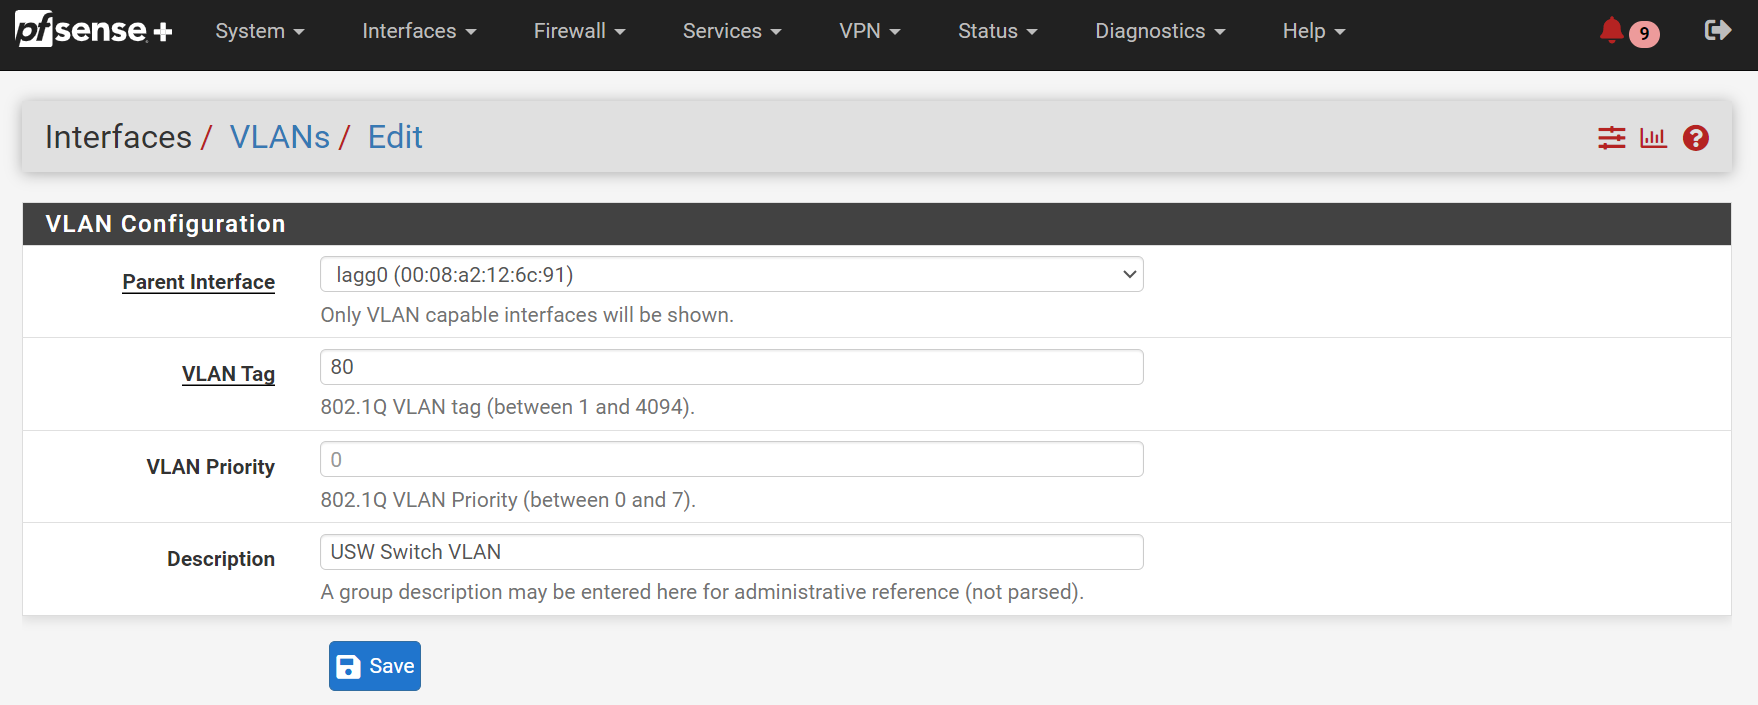 pfsense+ System Interfaces Firewall Services VPN Status Diagnostics Help 9
Interfaces / VLANs / Edit
VLAN Configuration
Parent Interface lagg0 (00:08:a2:12:6c:91)
Only VLAN capable interfaces will be shown.
VLAN Tag 80
802.1Q VLAN tag (between 1 and 4094).
VLAN Priority 0
802.1Q VLAN Priority (between 0 and 7).
Description USW Switch VLAN
A group description may be entered here for administrative reference (not parsed).
Save